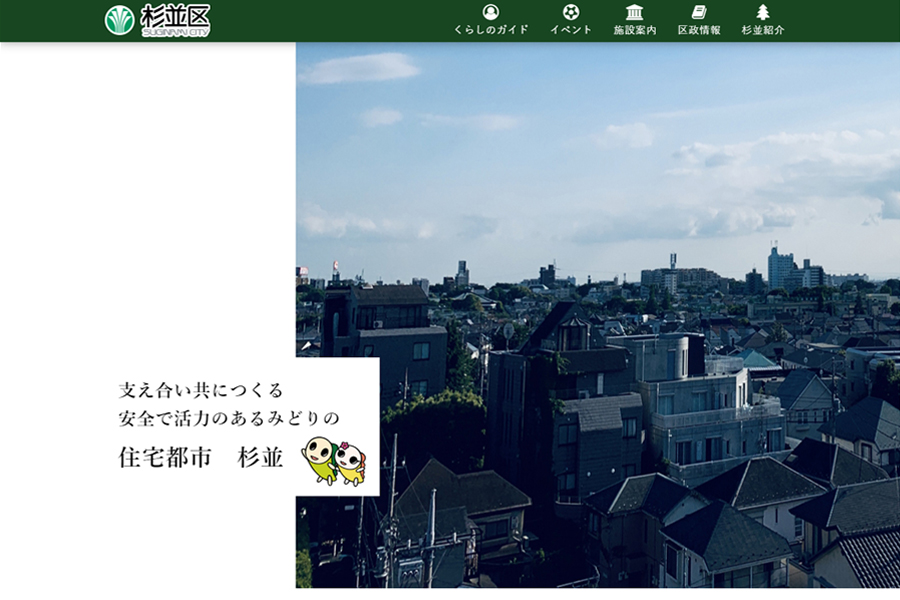 杉並区
SUGINAMI CITY
くらしのガイド
イベント
施設案内
区政情報
杉並紹介
支え合い共につくる
安全で活力のあるみどりの
住宅都市　杉並